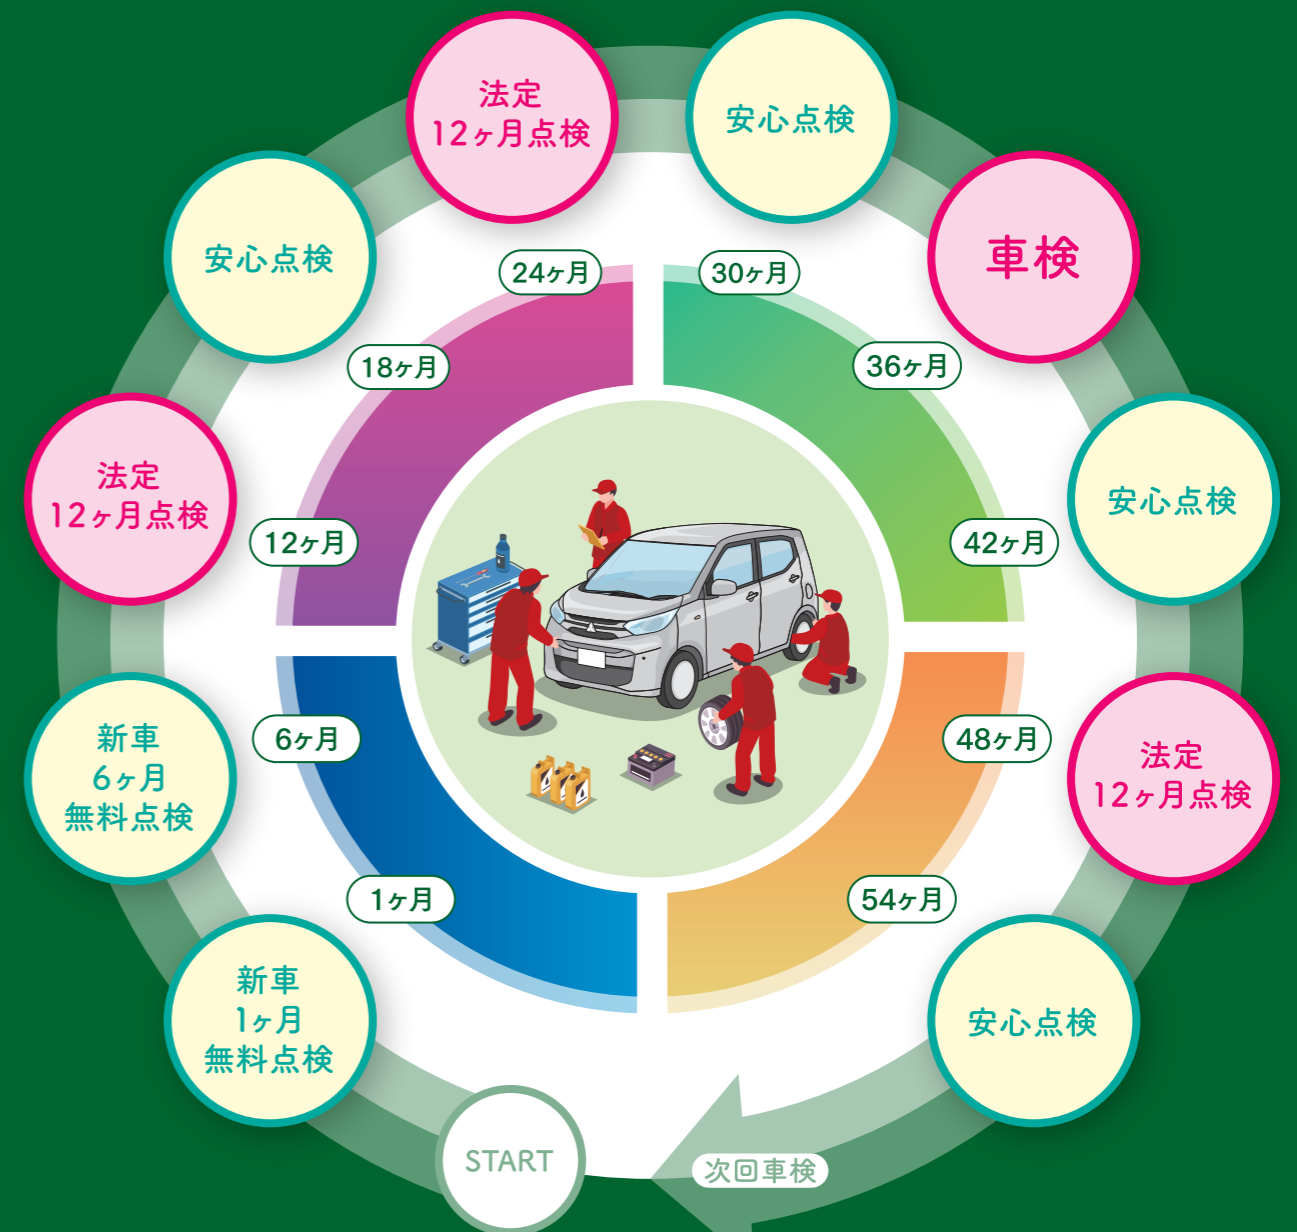 START
新車
1ヶ月
無料点検
1ヶ月
新車
6ヶ月
無料点検
6ヶ月
法定
12ヶ月点検
12ヶ月
安心点検
18ヶ月
法定
12ヶ月点検
24ヶ月
安心点検
30ヶ月
車検
36ヶ月
安心点検
42ヶ月
法定
12ヶ月点検
48ヶ月
安心点検
54ヶ月
次回車検